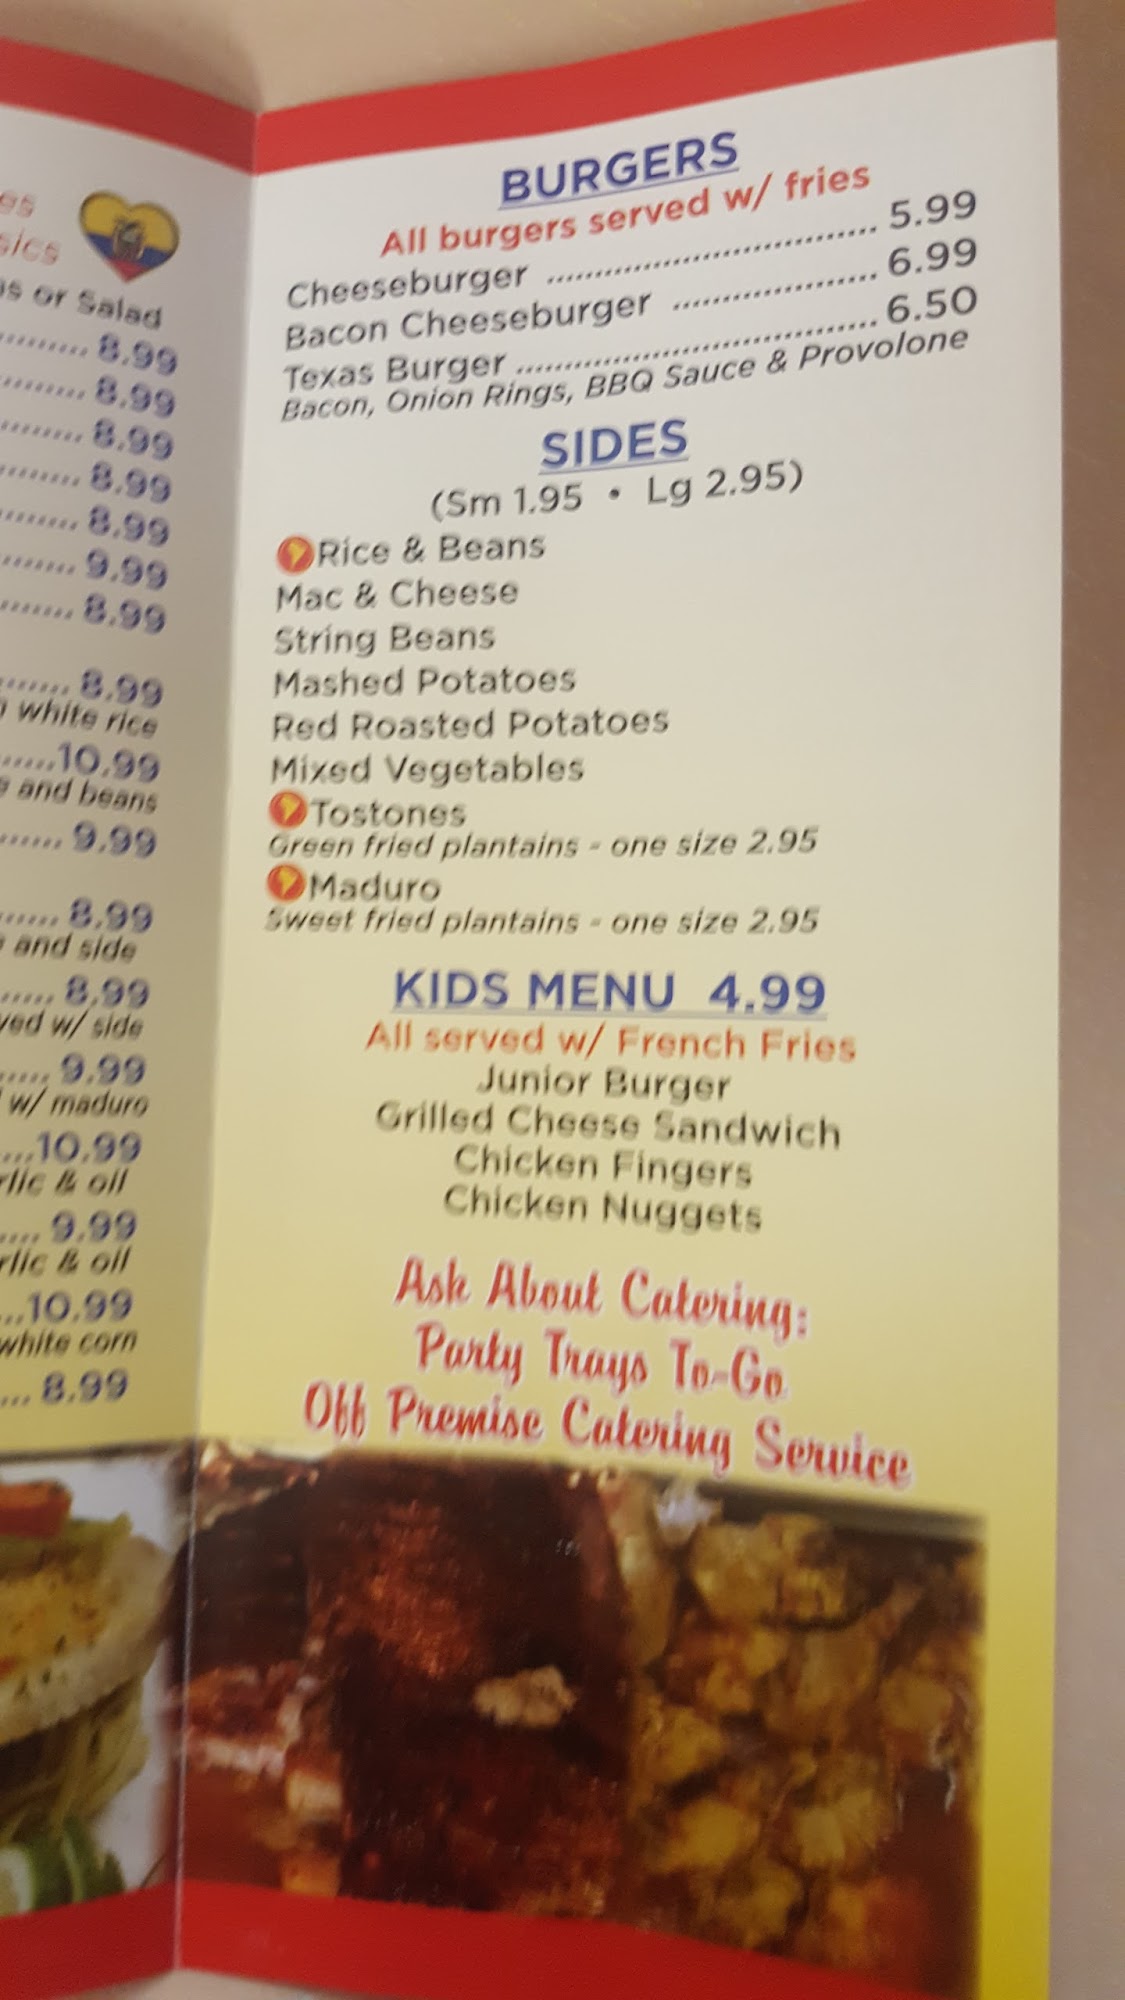 es
sics
or Salad
8.99
8.99
8.99
8.99
8.99
9.99
8.99
8.99
white rice
10.99
and beans
9.99
8.99
and side
8.99
w/ side
9.99
w/ maduro
10.99
& oil
9.99
& oil
10.99
white corn
8.99
BURGERS
All burgers served w/ fries
Cheeseburger ........................................ 5.99
Bacon Cheeseburger ........................ 6.99
Texas Burger ........................................ 6.50
Bacon, Onion Rings, BBQ Sauce & Provolone
SIDES
(Sm 1.95 • Lg 2.95)
Rice & Beans
Mac & Cheese
String Beans
Mashed Potatoes
Red Roasted Potatoes
Mixed Vegetables
Tostones
Green fried plantains - one size 2.95
Maduro
Sweet fried plantains - one size 2.95
KIDS MENU 4.99
All served w/ French Fries
Junior Burger
Grilled Cheese Sandwich
Chicken Fingers
Chicken Nuggets
Ask About Catering:
Party Trays To-Go
Off Premise Catering Service